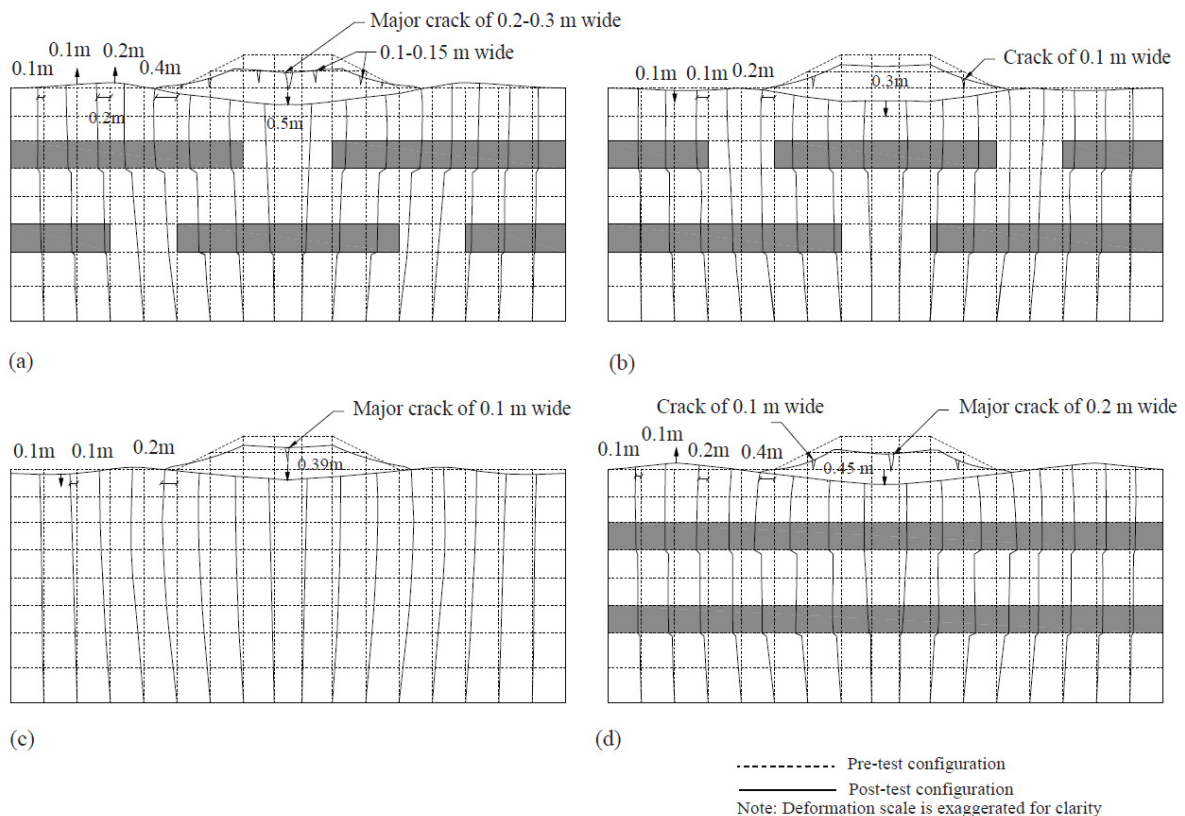 Major crack of 0.2-0.3 m wide
0.1-0.15 m wide
0.1m
0.1m
0.2m
0.4m
0.2m
0.5m
(a)
Crack of 0.1 m wide
0.1m
0.1m
0.2m
0.3m
(b)
Major crack of 0.1 m wide
0.1m
0.1m
0.2m
0.39m
(c)
Crack of 0.1 m wide
Major crack of 0.2 m wide
0.1m
0.1m
0.2m
0.4m
0.45 m
(d)
Pre-test configuration
Post-test configuration
Note: Deformation scale is exaggerated for clarity